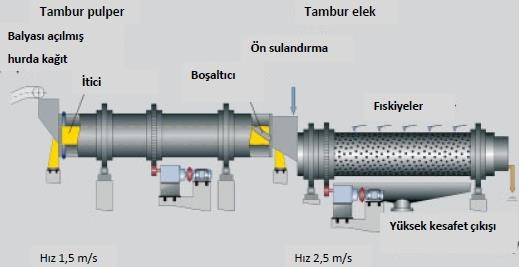 Tambur pulper
Tambur elek
Balyası açılmış
hurda kağıt
İtici
Boşaltıcı
Ön sulandırma
Fıskiyeler
Yüksek kesafet çıkışı
Hız 1,5 m/s
Hız 2,5 m/s